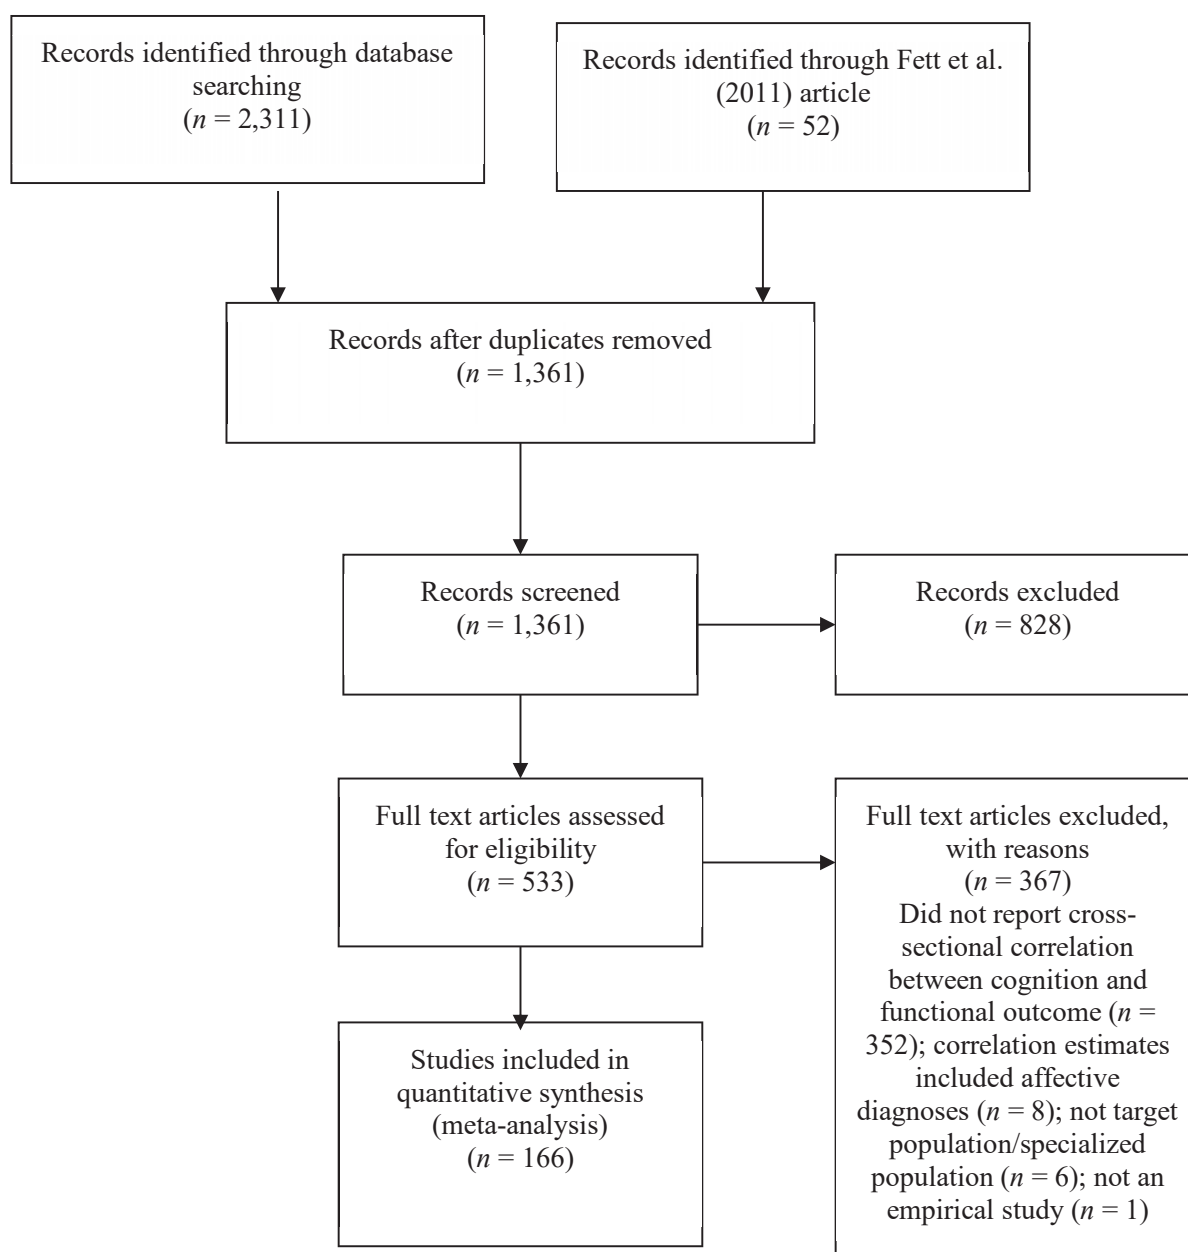 Records identified through database
searching
(n = 2,311)
Records identified through Fett et al.
(2011) article
(n = 52)
Records after duplicates removed
(n = 1,361)
Records screened
(n = 1,361)
Records excluded
(n = 828)
Full text articles assessed
for eligibility
(n = 533)
Full text articles excluded,
with reasons
(n = 367)
Did not report cross-
sectional correlation
between cognition and
functional outcome (n =
352); correlation estimates
included affective
diagnoses (n = 8); not target
population/specialized
population (n = 6); not an
empirical study (n = 1)
Studies included in
quantitative synthesis
(meta-analysis)
(n = 166)